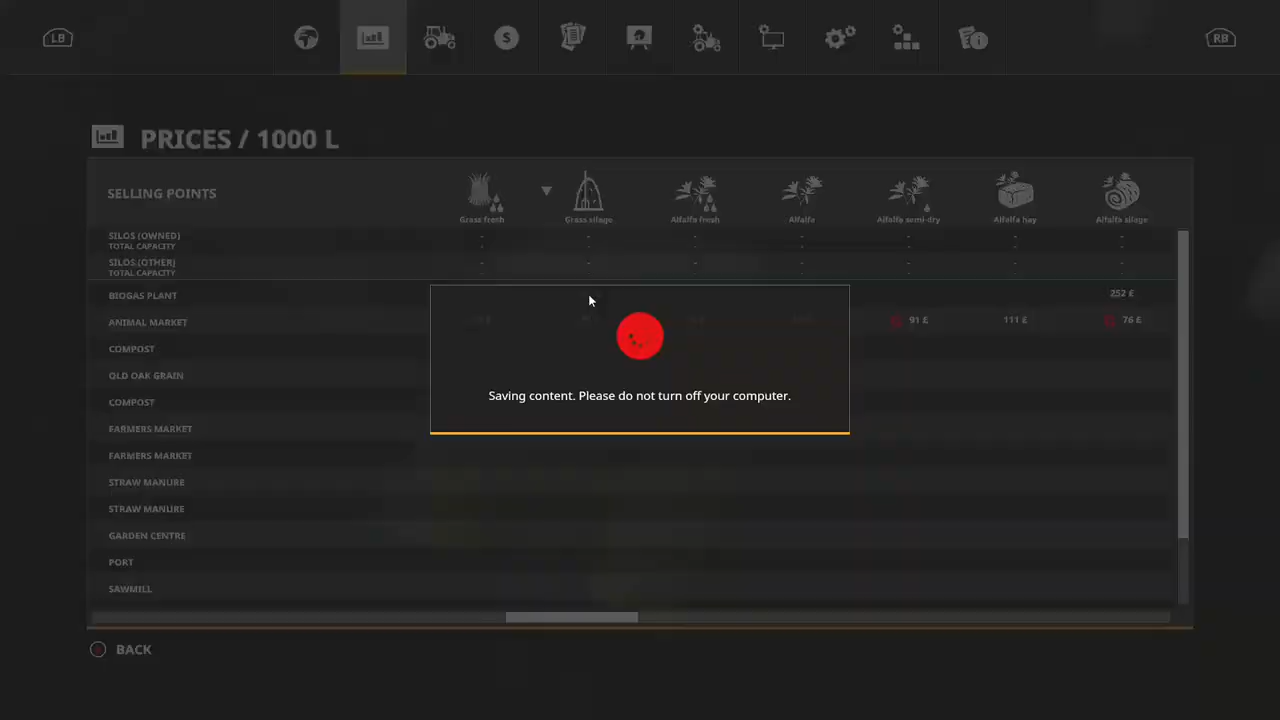 LB
RB
PRICES / 1000 L
SELLING POINTS
Grass fresh
Grass silage
Alfalfa fresh
Alfalfa
Alfalfa semi-dry
Alfalfa hay
Alfalfa silage
SILOS (OWNED) - - - - - - -
TOTAL CAPACITY
SILOS (OTHER) - - - - - - -
TOTAL CAPACITY
BIOGAS PLANT 252 £
ANIMAL MARKET 91 £ 111 £ 76 £
COMPOST
OLD OAK GRAIN
COMPOST
FARMERS MARKET
FARMERS MARKET
STRAW MANURE
STRAW MANURE
GARDEN CENTRE
PORT
SAWMILL
Saving content. Please do not turn off your computer.
BACK